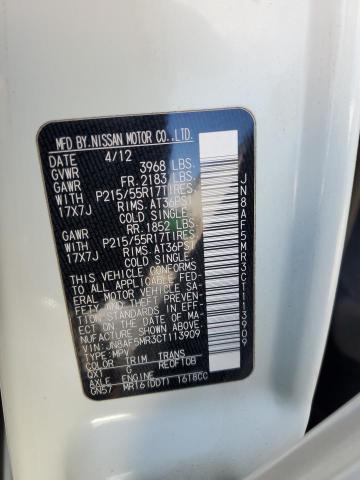 MFD.BY.NISSAN MOTOR CO.,LTD.
DATE 4/12
GVWR 3968 LBS.
GAWR FR.2183 LBS.
WITH P215/55R17TIRES.
17X7J RIMS.AT36PSI
COLD SINGLE.
GAWR RR.1852 LBS.
WITH P215/55R17TIRES.
17X7J RIMS.AT36PSI
COLD SINGLE.
THIS VEHICLE CONFORMS
TO ALL APPLICABLE FED-
ERAL MOTOR VEHICLE SA-
FETY AND THEFT PREVEN-
TION STANDARDS IN EFF-
ECT ON THE DATE OF MA-
NUFACTURE SHOWN ABOVE.
VIN:JN8AF5MR3CT113909
TYPE:MPV
COLOR TRIM TRANS
QX1 G RE0F10B
AXLE ENGINE
GN57 MR16(DDT) 1618CC
JN8AF5MR3CT113909